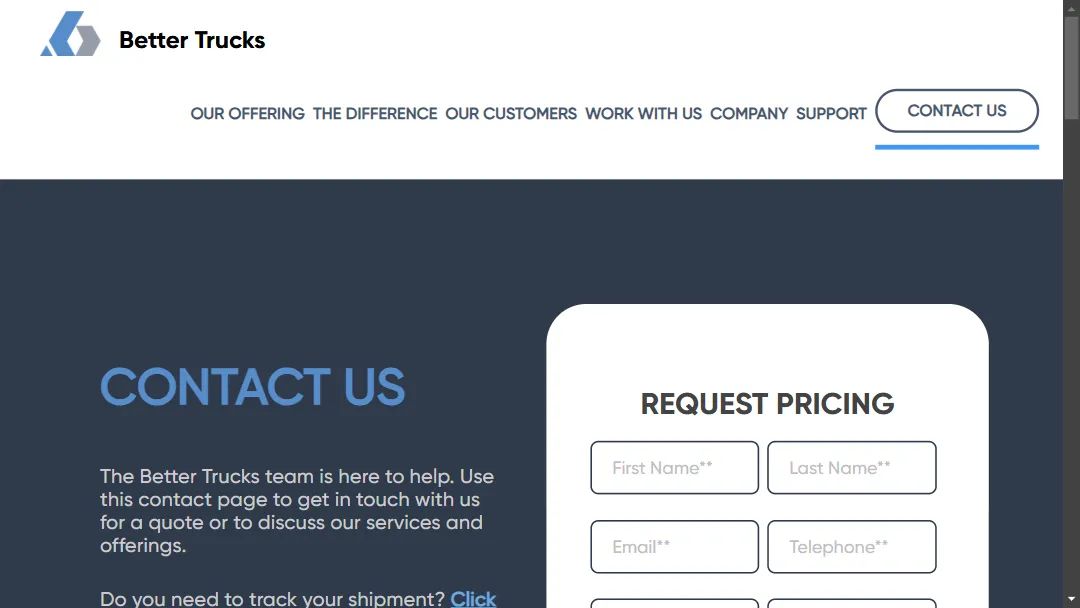 Better Trucks
OUR OFFERING THE DIFFERENCE OUR CUSTOMERS WORK WITH US COMPANY SUPPORT CONTACT US
CONTACT US
The Better Trucks team is here to help. Use
this contact page to get in touch with us
for a quote or to discuss our services and
offerings.
Do you need to track your shipment? Click
REQUEST PRICING
First Name** Last Name**
Email** Telephone**